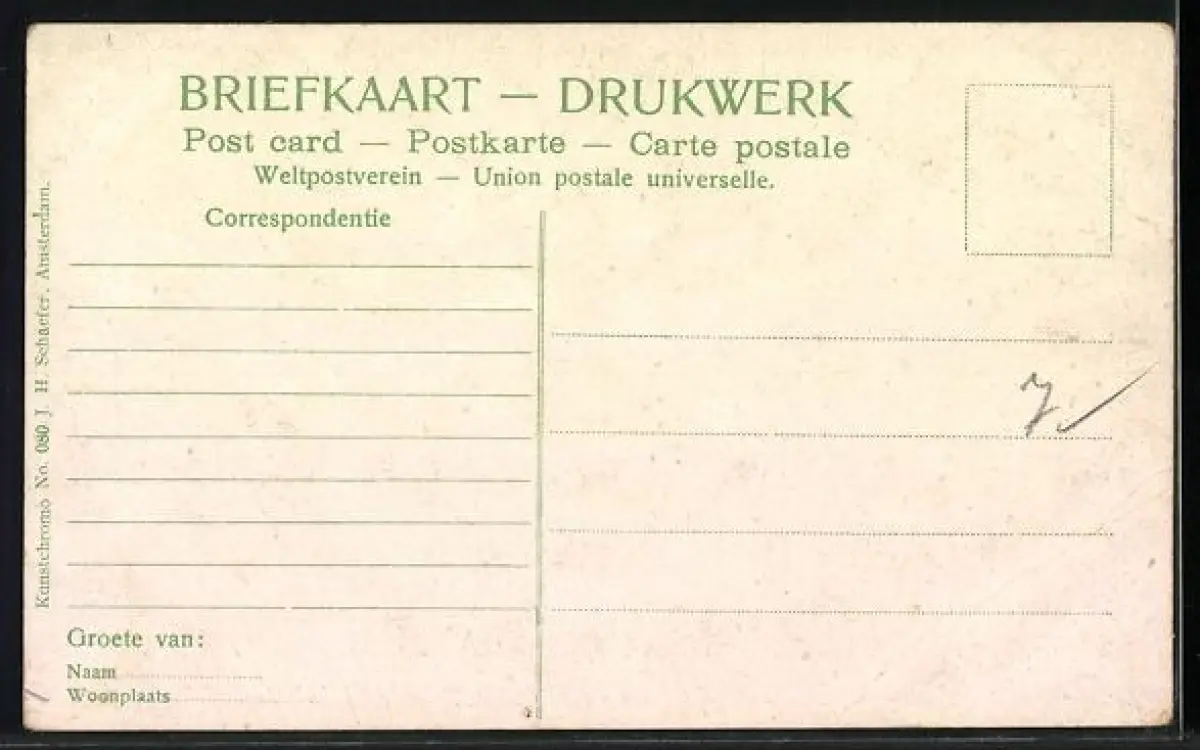 BRIEFKAART — DRUKWERK
Post card — Postkarte — Carte postale
Weltpostverein — Union postale universelle.
Correspondentie
Kunstchromo No. 080 J. H. Schaefer, Amsterdam.
7
Groete van:
Naam
Woonplaats